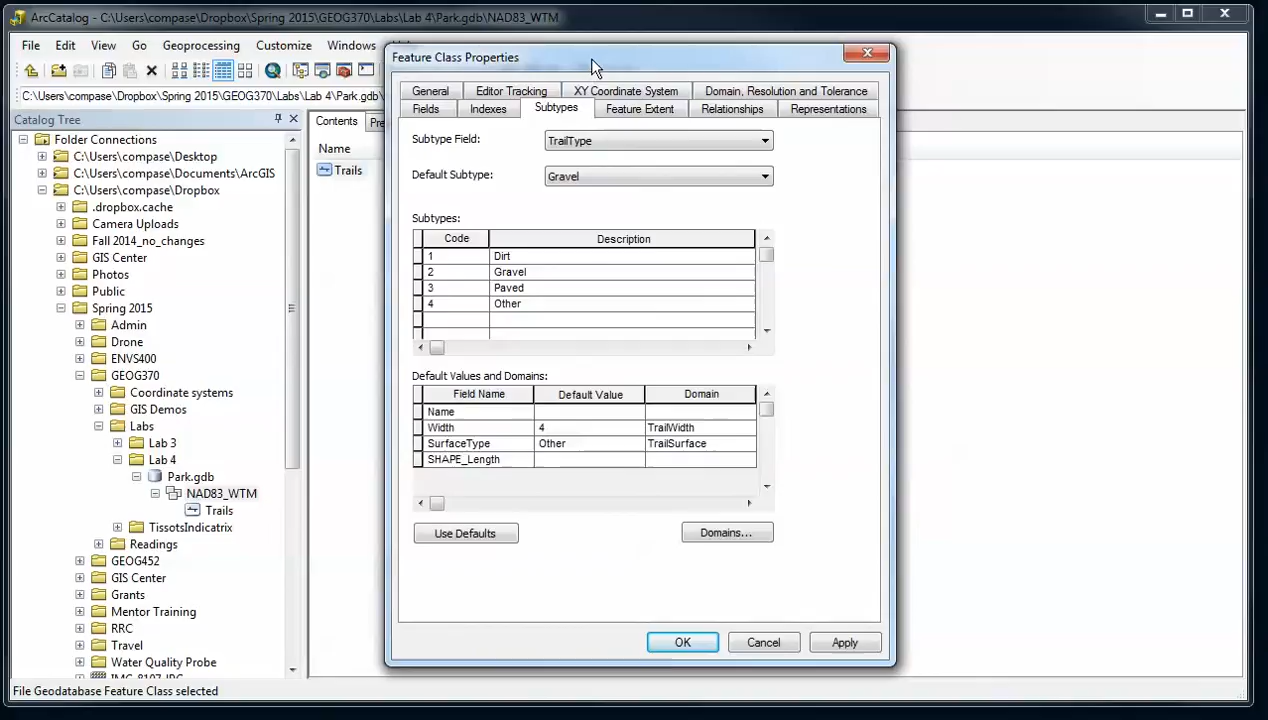 ArcCatalog - C:\Users\compase\Dropbox\Spring 2015\GEOG370\Labs\Lab 4\Park.gdb\NAD83_WTM
File Edit View Go Geoprocessing Customize Windows
C:\Users\compase\Dropbox\Spring 2015\GEOG370\Labs\Lab 4\Park.gdb\
Catalog Tree
Folder Connections
C:\Users\compase\Desktop
C:\Users\compase\Documents\ArcGIS
C:\Users\compase\Dropbox
.dropbox.cache
Camera Uploads
Fall 2014_no_changes
GIS Center
Photos
Public
Spring 2015
Admin
Drone
ENVS400
GEOG370
Coordinate systems
GIS Demos
Labs
Lab 3
Lab 4
Park.gdb
NAD83_WTM
Trails
TissotsIndicatrix
Readings
GEOG452
GIS Center
Grants
Mentor Training
RRC
Travel
Water Quality Probe
Contents Pre
Name
Trails
Feature Class Properties
General Editor Tracking XY Coordinate System Domain, Resolution and Tolerance
Fields Indexes Subtypes Feature Extent Relationships Representations
Subtype Field: TrailType
Default Subtype: Gravel
Subtypes:
Code Description
1 Dirt
2 Gravel
3 Paved
4 Other
Default Values and Domains:
Field Name Default Value Domain
Name
Width 4 TrailWidth
SurfaceType Other TrailSurface
SHAPE_Length
Use Defaults Domains...
OK Cancel Apply
File Geodatabase Feature Class selected